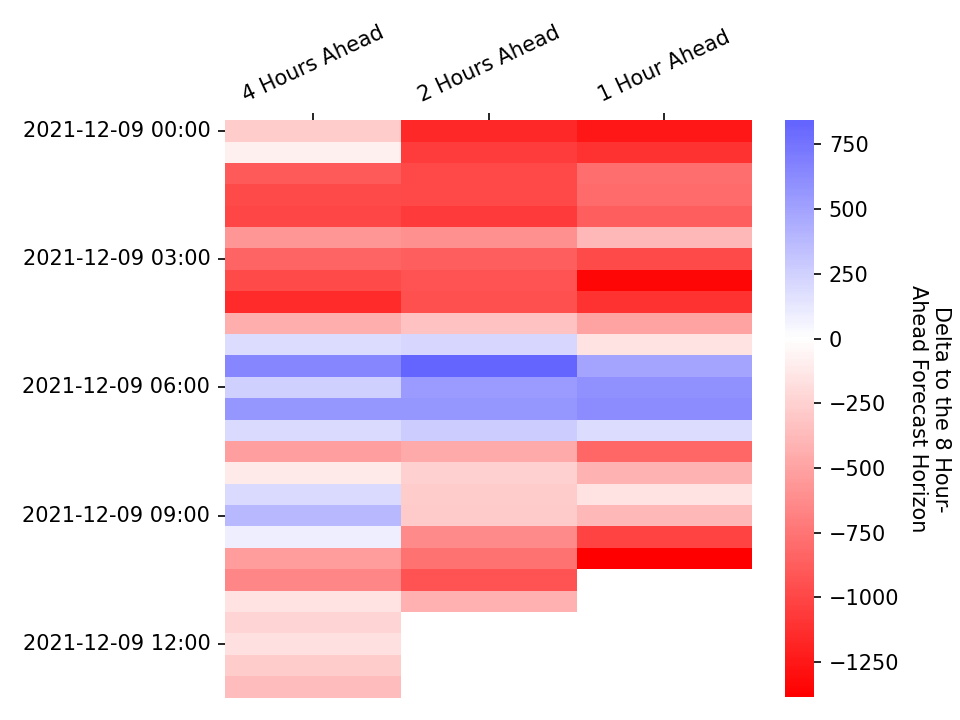 4 Hours Ahead
2 Hours Ahead
1 Hour Ahead
2021-12-09 00:00
2021-12-09 03:00
2021-12-09 06:00
2021-12-09 09:00
2021-12-09 12:00
750
500
250
0
−250
−500
−750
−1000
−1250
Delta to the 8 Hour-
Ahead Forecast Horizon